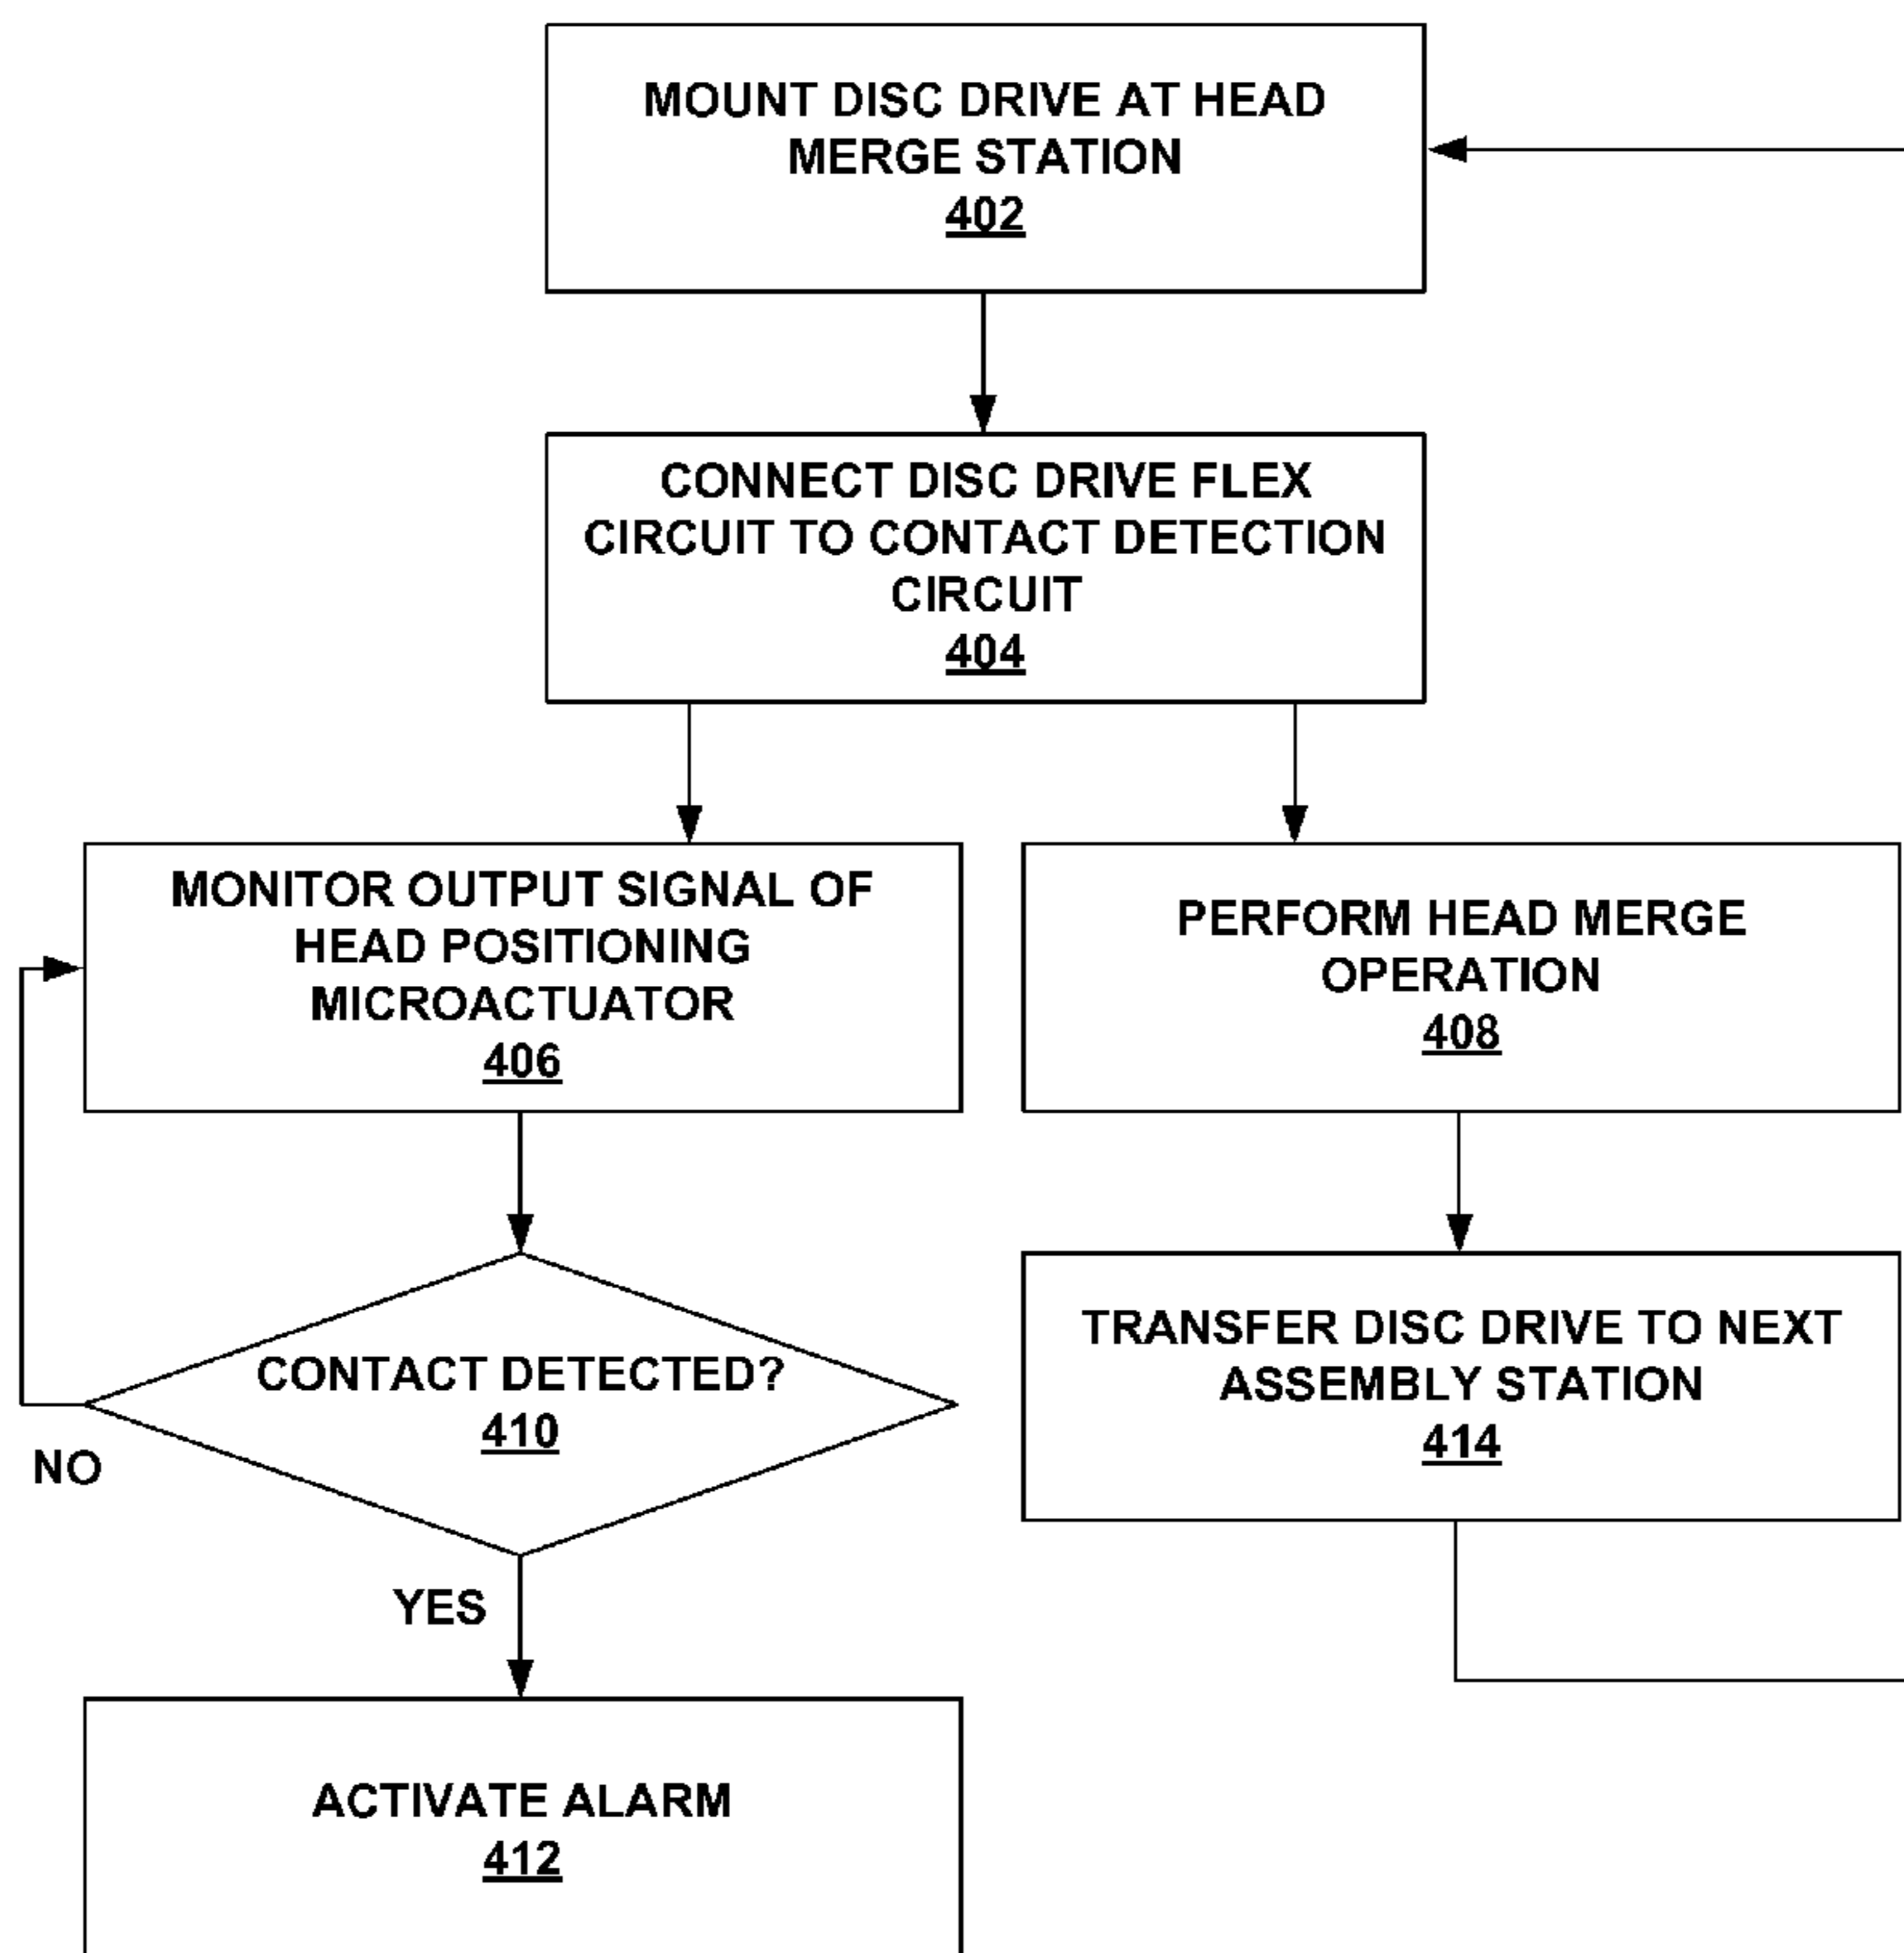 MOUNT DISC DRIVE AT HEAD
MERGE STATION
402
CONNECT DISC DRIVE FLEX
CIRCUIT TO CONTACT DETECTION
CIRCUIT
404
MONITOR OUTPUT SIGNAL OF
HEAD POSITIONING
MICROACTUATOR
406
PERFORM HEAD MERGE
OPERATION
408
CONTACT DETECTED?
410
NO
YES
TRANSFER DISC DRIVE TO NEXT
ASSEMBLY STATION
414
ACTIVATE ALARM
412